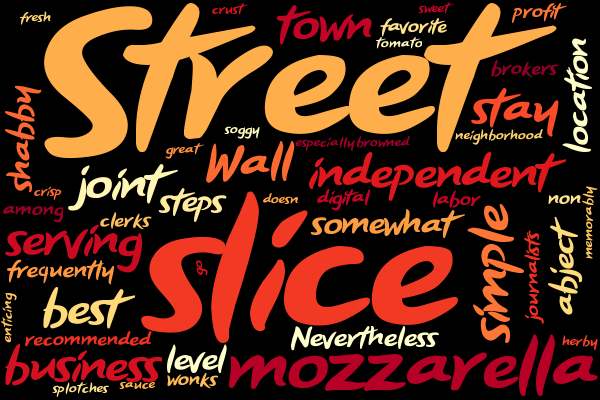 fresh
crust
sweet
profit
Street
town
favorite
tomato
location
brokers
shabby
stay
soggy
neighborhood
especially browned
great
Wall
independent
joint
crisp
steps
doesn
digital
labor
non
memorably
among
clerks
somewhat
simple
journalists
abject
serving
slice
go
frequently
enticing
best
Nevertheless
recommended
herby
business
level
mozzarella
splotches
sauce
wonks